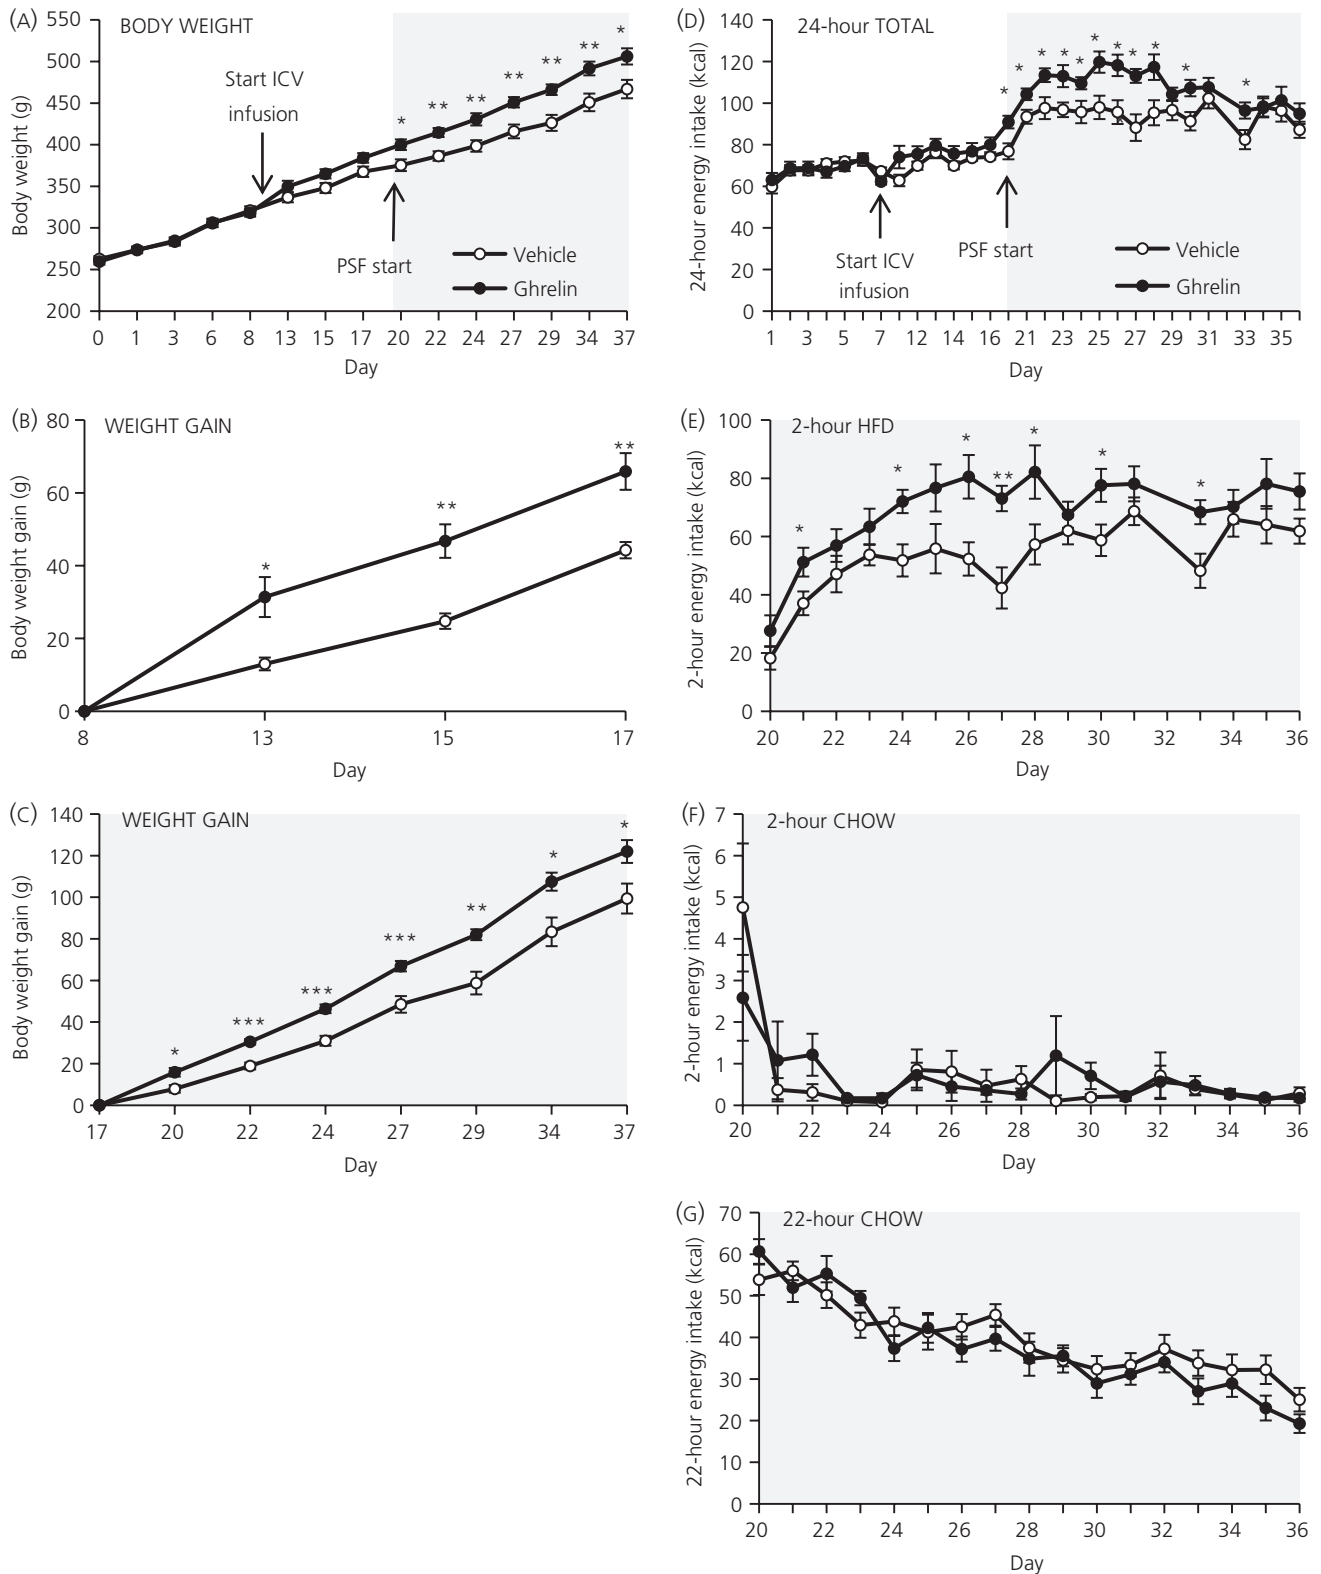 (A)
BODY WEIGHT
Body weight (g)
550
500
450
400
350
300
250
200
Start ICV
infusion
PSF start
Vehicle
Ghrelin
* ** ** ** ** ** *
0 1 3 6 8 13 15 17 20 22 24 27 29 34 37
Day
(B)
WEIGHT GAIN
Body weight gain (g)
80
60
40
20
0
* ** **
8 13 15 17
Day
(C)
WEIGHT GAIN
Body weight gain (g)
140
120
100
80
60
40
20
0
* *** *** *** ** * *
17 20 22 24 27 29 34 37
Day
(D)
24-hour TOTAL
24-hour energy intake (kcal)
140
120
100
80
60
40
20
0
* * * * * * * * * * *
Start ICV
infusion
PSF start
Vehicle
Ghrelin
1 3 5 7 12 14 16 21 23 25 27 29 31 33 35
Day
(E)
2-hour HFD
2-hour energy intake (kcal)
100
80
60
40
20
0
* * * ** * * *
20 22 24 26 28 30 32 34 36
Day
(F)
2-hour CHOW
2-hour energy intake (kcal)
7
6
5
4
3
2
1
0
20 22 24 26 28 30 32 34 36
Day
(G)
22-hour CHOW
22-hour energy intake (kcal)
70
60
50
40
30
20
10
0
20 22 24 26 28 30 32 34 36
Day